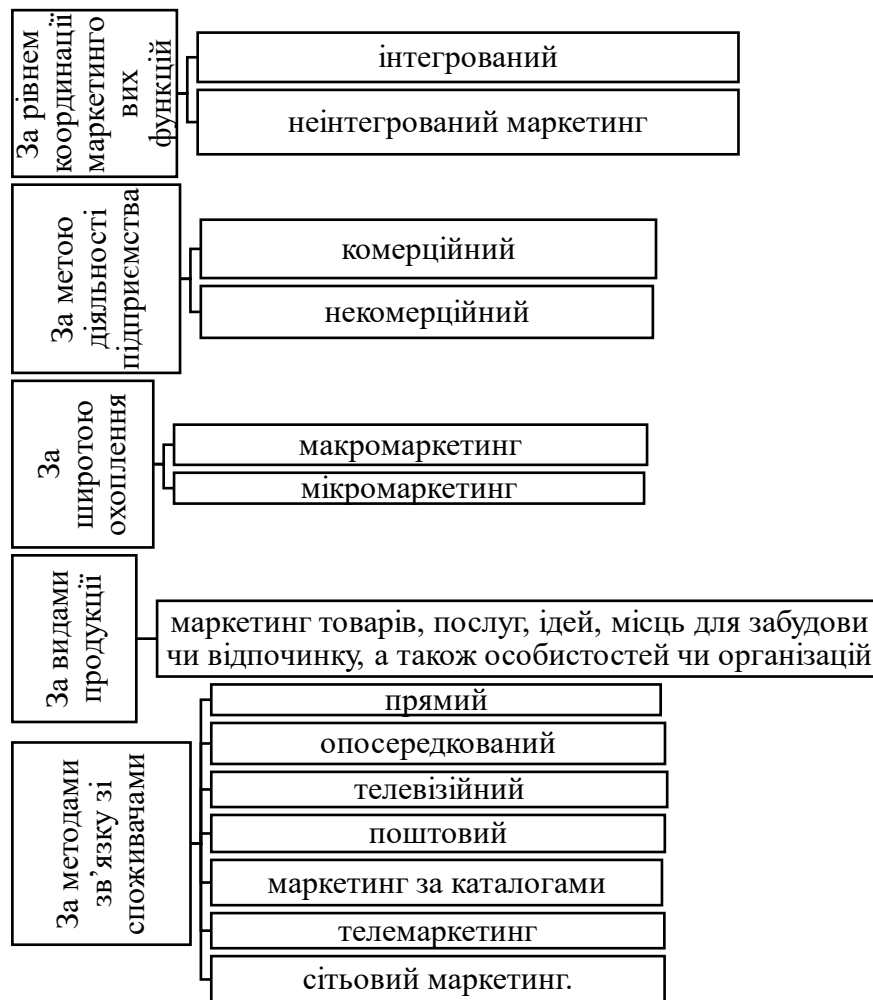 За рівнем
координації
маркетинго
вих
функцій
інтегрований
неінтегрований маркетинг
За метою
діяльності
підприємства
комерційний
некомерційний
За
широтою
охоплення
макромаркетинг
мікромаркетинг
За видами
продукції
маркетинг товарів, послуг, ідей, місць для забудови
чи відпочинку, а також особистостей чи організацій
За методами
зв’язку зі
споживачами
прямий
опосередкований
телевізійний
поштовий
маркетинг за каталогами
телемаркетинг
сітьовий маркетинг.